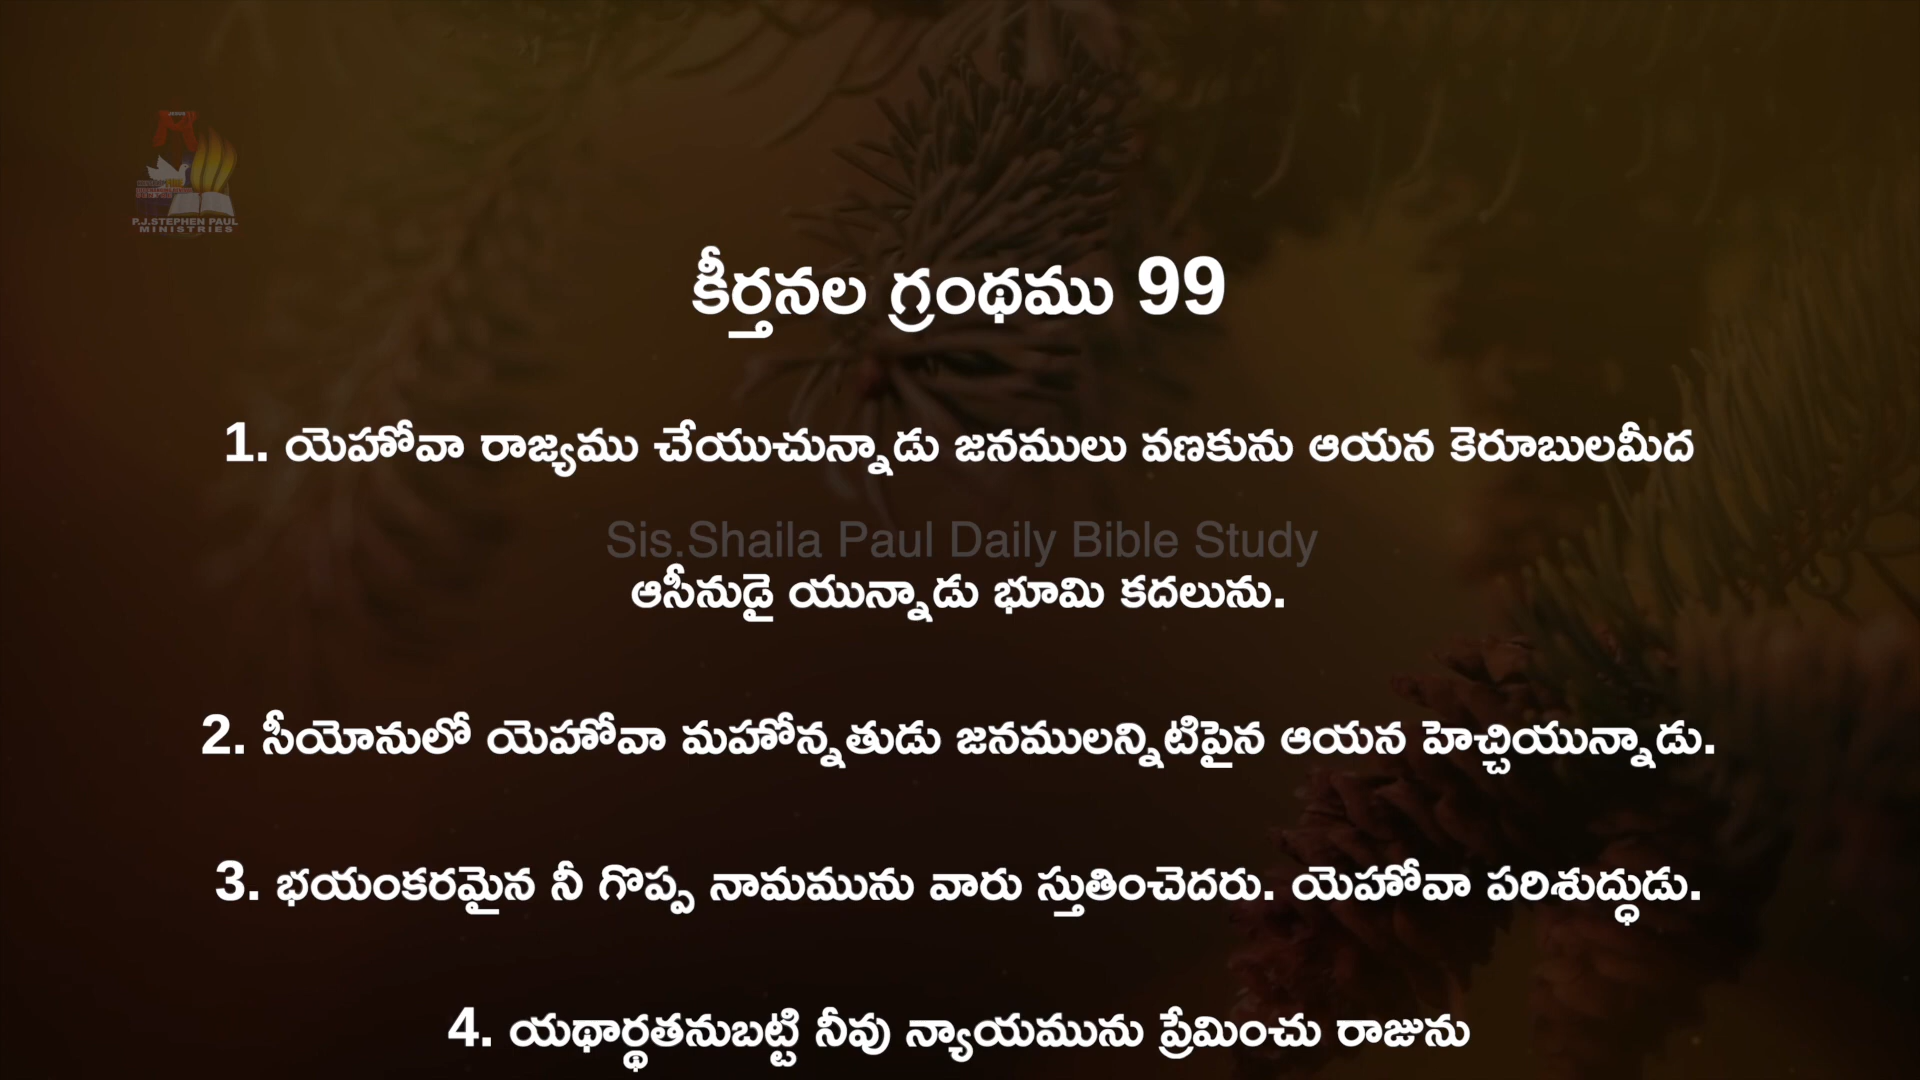 P.J.STEPHEN PAUL
MINISTRIES
కీర్తనల గ్రంథము 99
1. యెహోవా రాజ్యము చేయుచున్నాడు జనములు వణకును ఆయన కెరూబులమీద
Sis.Shaila Paul Daily Bible Study
ఆసీనుడై యున్నాడు భూమి కదలును.
2. సీయోనులో యెహోవా మహోన్నతుడు జనములన్నిటిపైన ఆయన హెచ్చియున్నాడు.
3. భయంకరమైన నీ గొప్ప నామమును వారు స్తుతించెదరు. యెహోవా పరిశుద్ధుడు.
4. యథార్థతనుబట్టి నీవు న్యాయమును ప్రేమించు రాజును